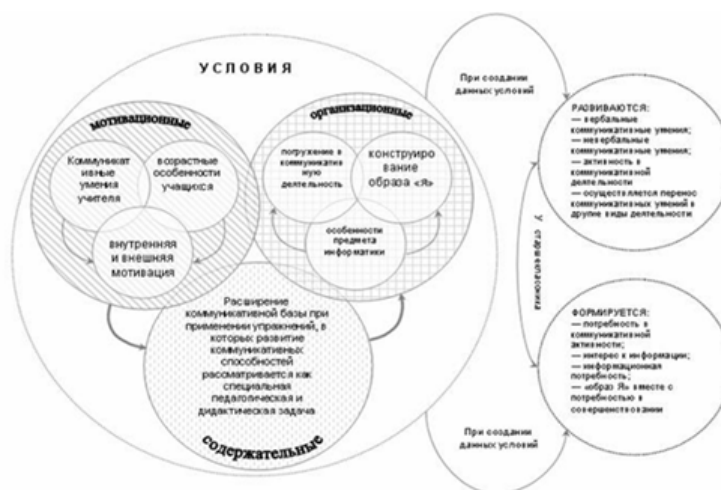 УСЛОВИЯ
мотивационные
Коммуникат
ивные
умения
учителя
возрастные
особенности
учащихся
внутренняя
и внешняя
мотивация
организационные
погружение в
коммуникатив
ную
деятельность
конструиро
вание
образа «Я»
особенности
предмета
информатики
Расширение
коммуникативной базы при
применении упражнений, в
которых развитие
коммуникативных
способностей
рассматривается как
специальная
педагогическая и
дидактическая задача
содержательные
При создании
данных условий
РАЗВИВАЮТСЯ:
— вербальные
коммуникативные умения;
— невербальные
коммуникативные умения;
— активность в
коммуникативной
деятельности
— осуществляется перенос
коммуникативных умений в
другие виды деятельности
У старшеклассника
ФОРМИРУЕТСЯ:
— потребность в
коммуникативной
активности;
— интерес к информации;
— информационная
потребность;
— «образ Я» вместе с
потребностью в
совершенствовании
При создании
данных условий